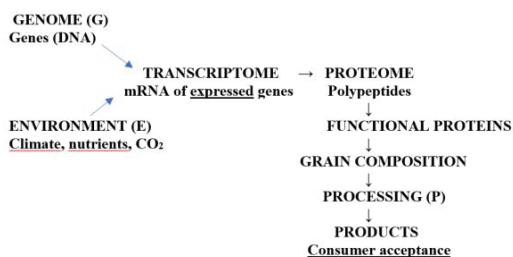 GENOME (G)
Genes (DNA)
TRANSCRIPTOME → PROTEOME
mRNA of expressed genes Polypeptides
↓
ENVIRONMENT (E) FUNCTIONAL PROTEINS
Climate, nutrients, CO₂ ↓
GRAIN COMPOSITION
↓
PROCESSING (P)
↓
PRODUCTS
Consumer acceptance